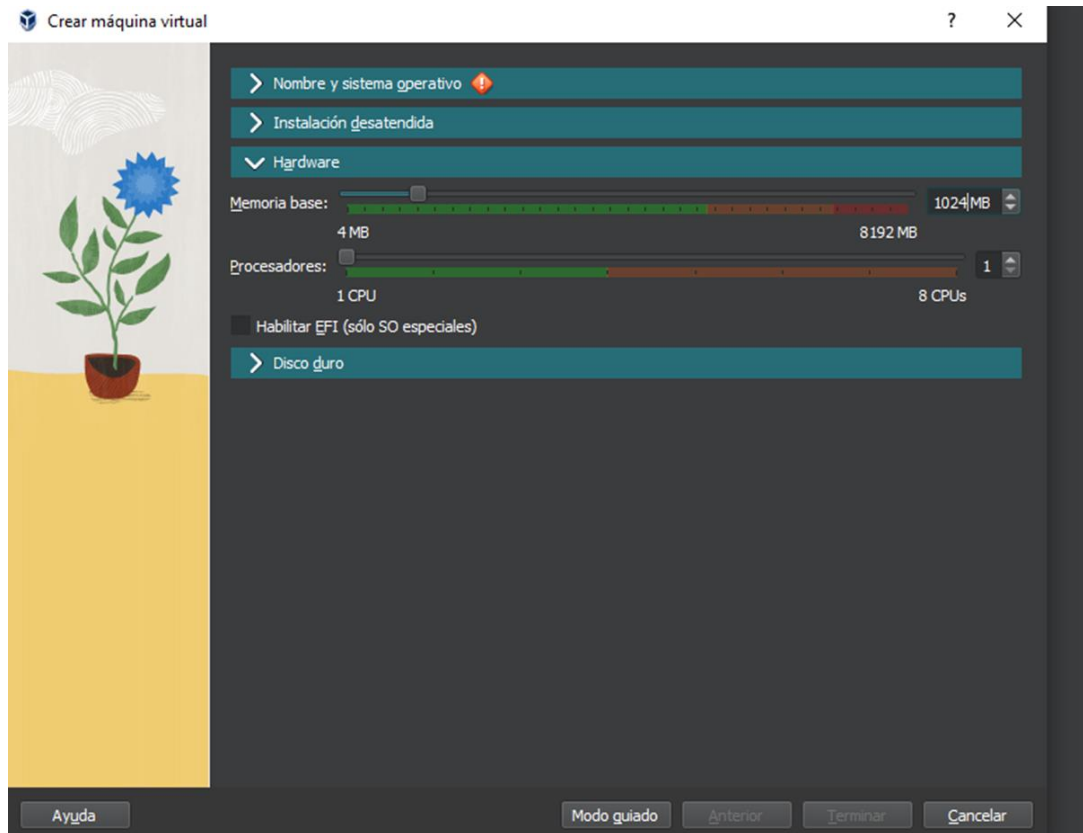 Crear máquina virtual ? ×
Nombre y sistema operativo
Instalación desatendida
Hardware
Memoria base: 1024 MB
4 MB 8192 MB
Procesadores: 1
1 CPU 8 CPUs
Habilitar EFI (sólo SO especiales)
Disco duro
Ayuda Modo guiado Anterior Terminar Cancelar